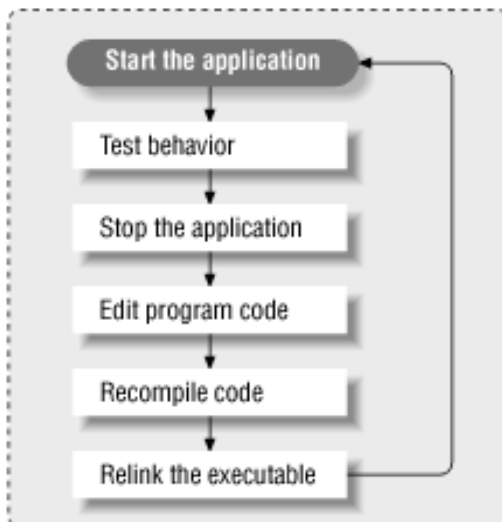 Start the application
Test behavior
Stop the application
Edit program code
Recompile code
Relink the executable